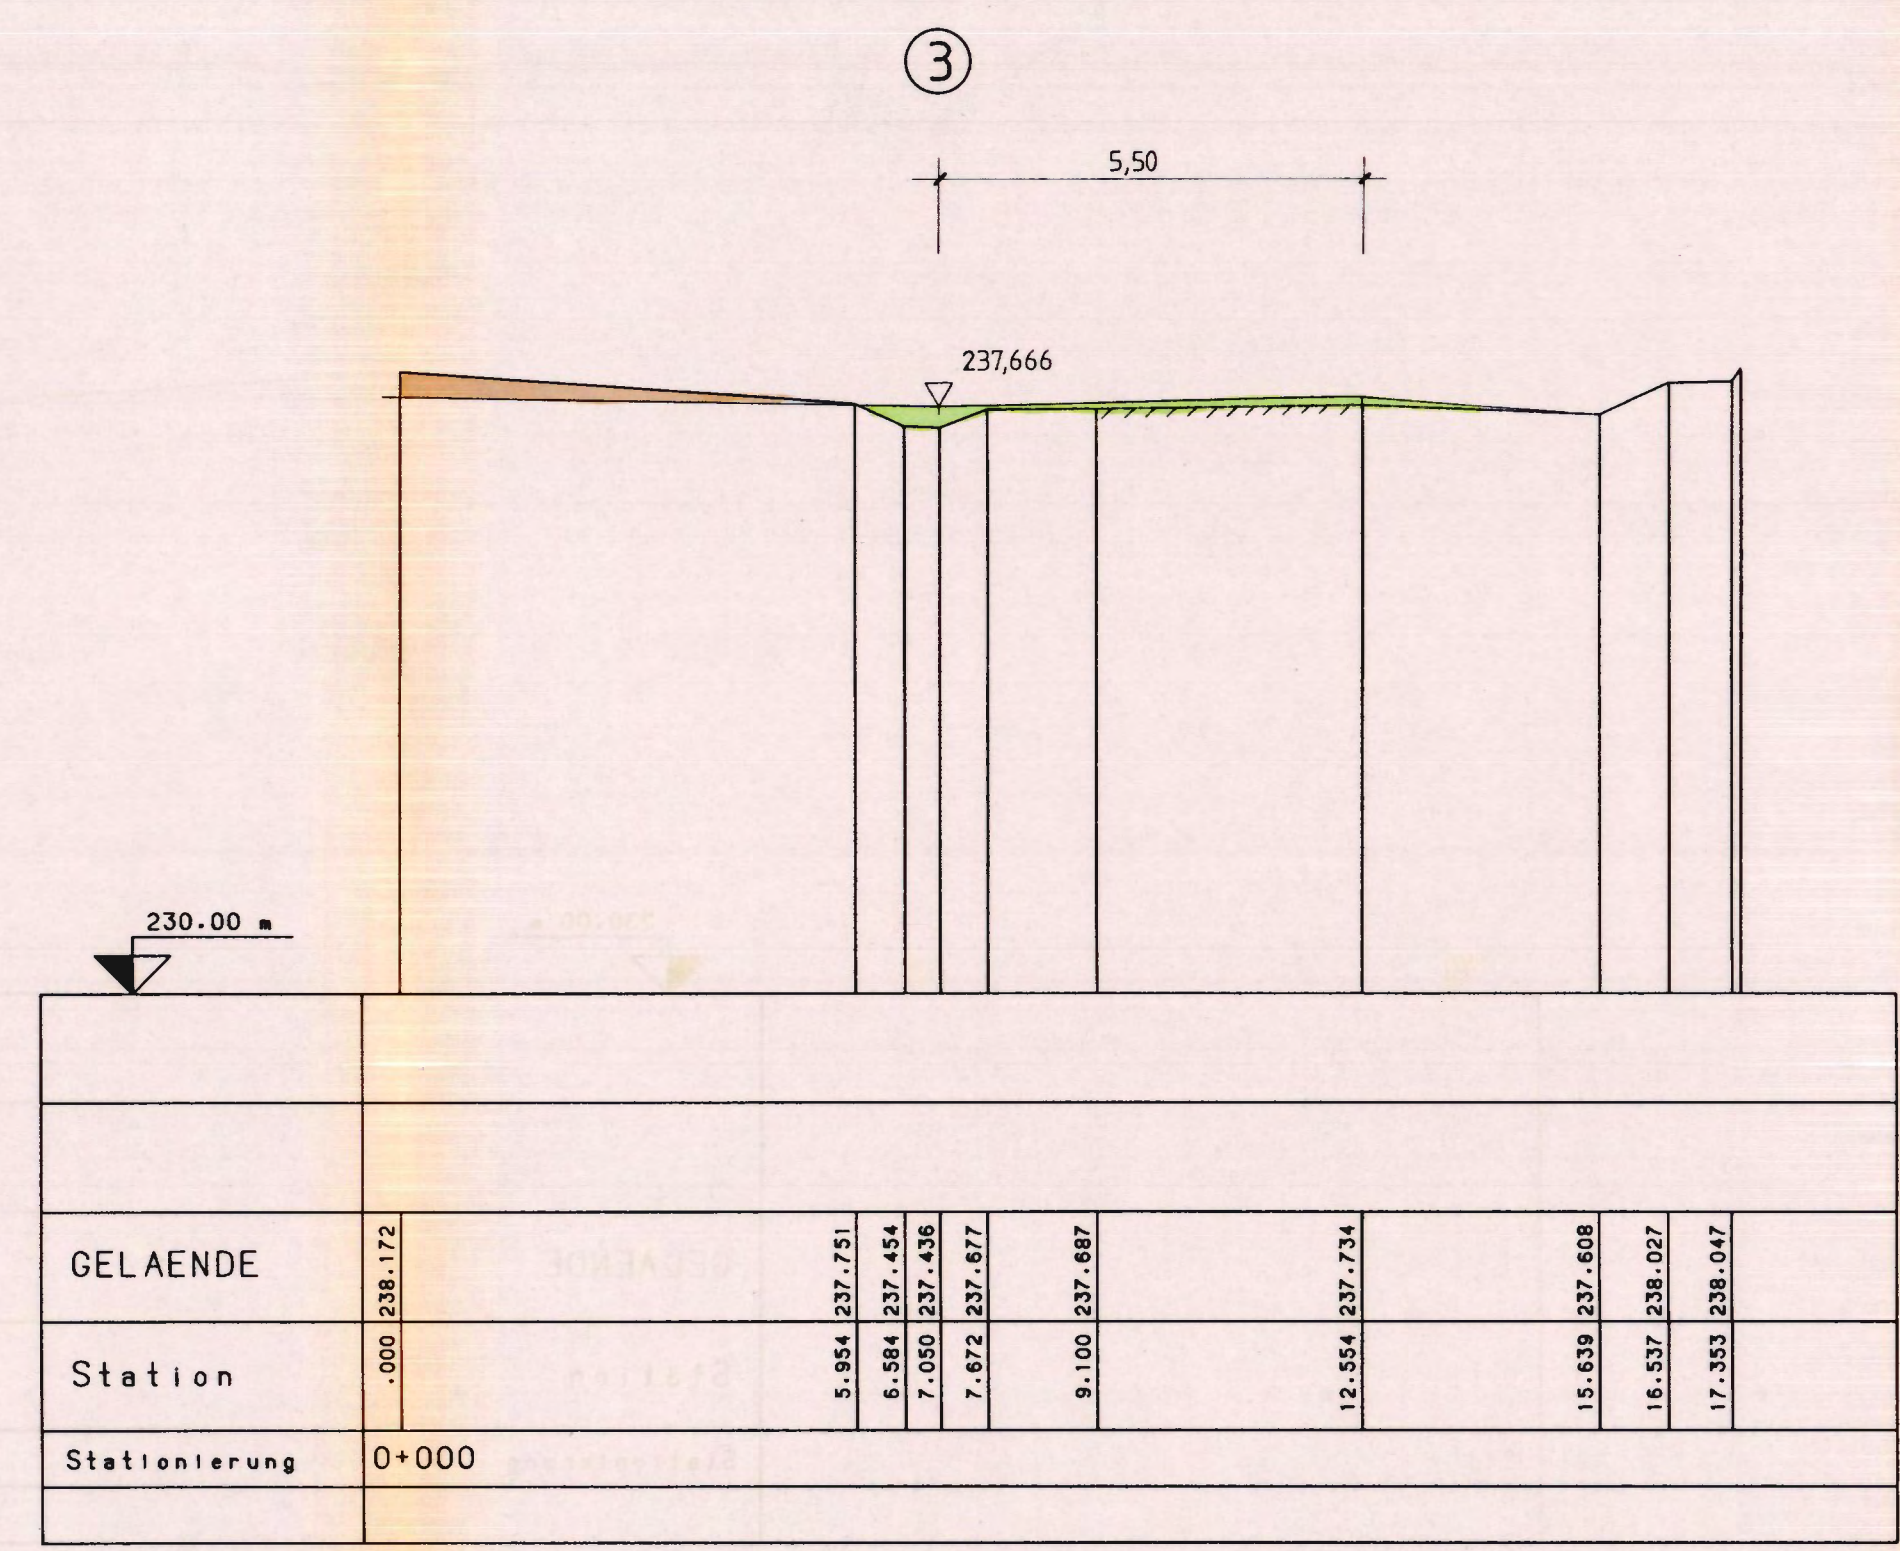 3
5,50
237,666
230.00 m
GELAENDE 238.172 237.751 237.454 237.436 237.677 237.687 237.734 237.608 238.027 238.047
Station .000 5.954 6.584 7.050 7.672 9.100 12.554 15.639 16.537 17.353
Stationierung 0+000